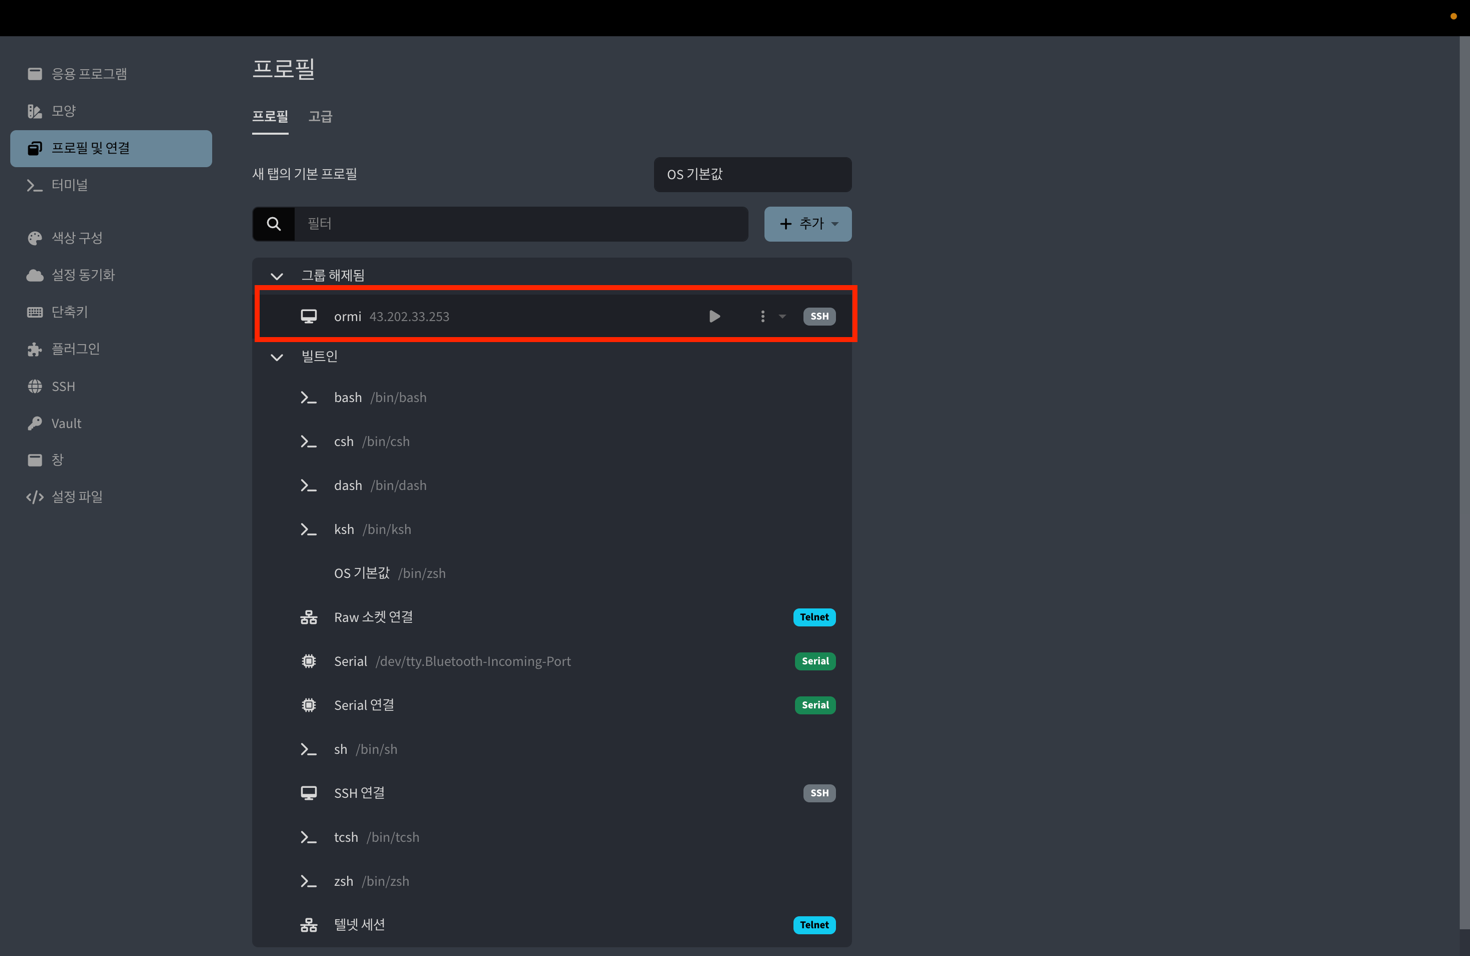 응용 프로그램
모양
프로필 및 연결
터미널
색상 구성
설정 동기화
단축키
플러그인
SSH
Vault
창
설정 파일
프로필
프로필 고급
새 탭의 기본 프로필 OS 기본값
필터 추가
그룹 해제됨
ormi 43.202.33.253 SSH
빌트인
bash /bin/bash
csh /bin/csh
dash /bin/dash
ksh /bin/ksh
OS 기본값 /bin/zsh
Raw 소켓 연결 Telnet
Serial /dev/tty.Bluetooth-Incoming-Port Serial
Serial 연결 Serial
sh /bin/sh
SSH 연결 SSH
tcsh /bin/tcsh
zsh /bin/zsh
텔넷 세션 Telnet